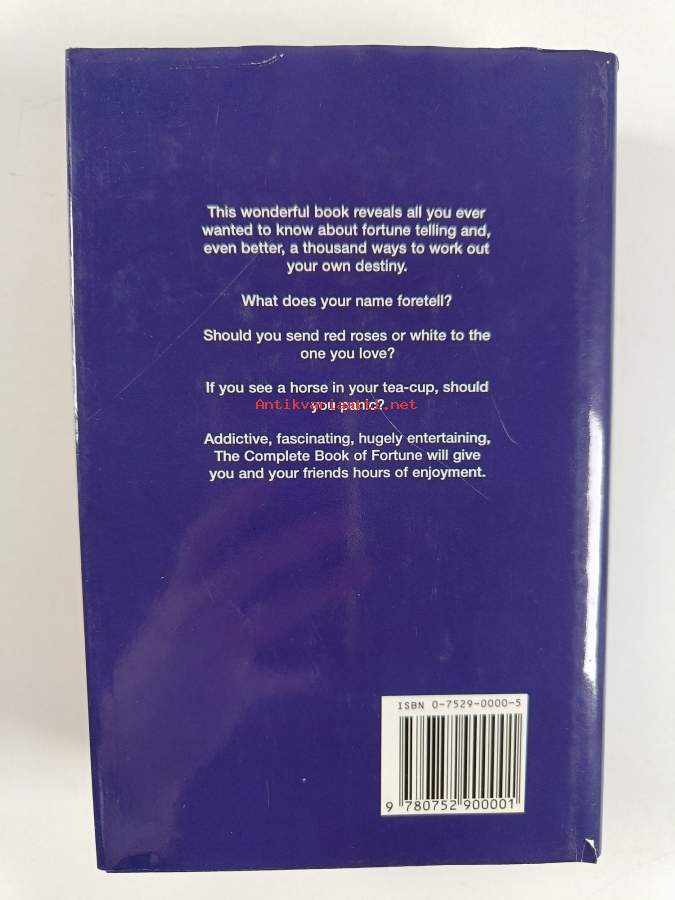 This wonderful book reveals all you ever
wanted to know about fortune telling and,
even better, a thousand ways to work out
your own destiny.
What does your name foretell?
Should you send red roses or white to the
one you love?
If you see a horse in your tea-cup, should
you panic?
Antikvariaatti.net
Addictive, fascinating, hugely entertaining,
The Complete Book of Fortune will give
you and your friends hours of enjoyment.
ISBN 0-7529-0000-5
9 780752 900001